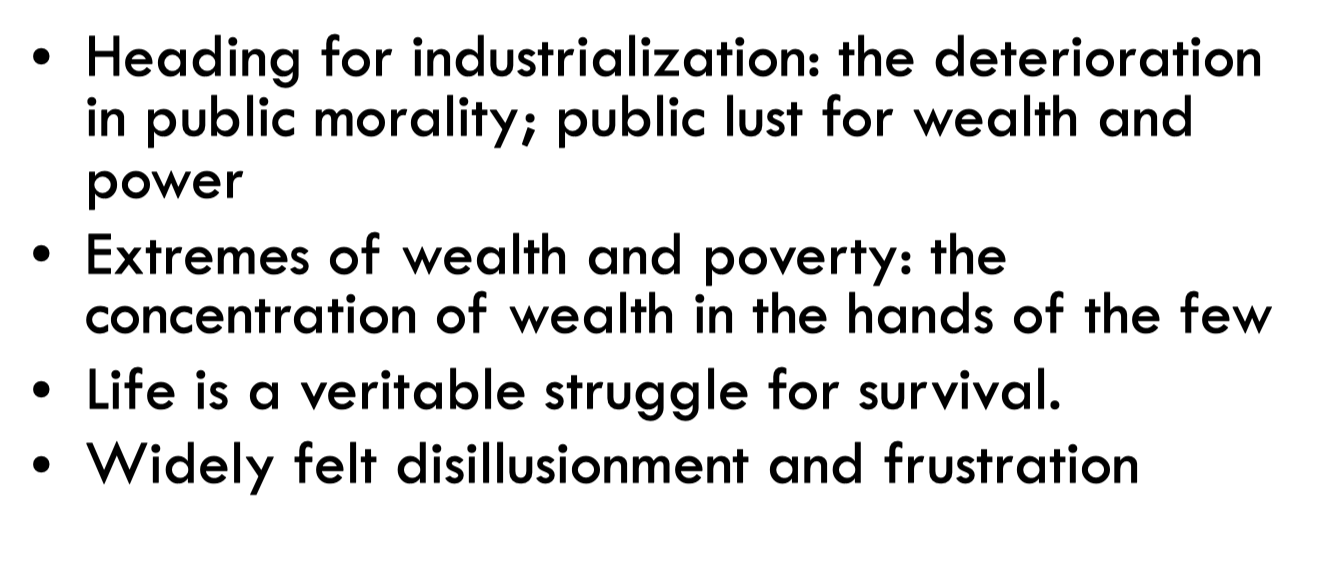 • Heading for industrialization: the deterioration
in public morality; public lust for wealth and
power
• Extremes of wealth and poverty: the
concentration of wealth in the hands of the few
• Life is a veritable struggle for survival.
• Widely felt disillusionment and frustration